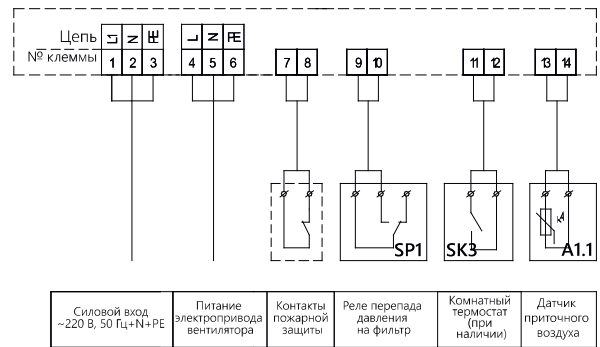 Цепь
L1 N PE L N PE
№ клеммы
1 2 3 4 5 6 7 8 9 10 11 12 13 14
SP1 SK3 A1.1
Силовой вход
~220 В, 50 Гц+N+PE
Питание
электропривода
вентилятора
Контакты
пожарной
защиты
Реле перепада
давления
на фильтр
Комнатный
термостат
(при
наличии)
Датчик
приточного
воздуха